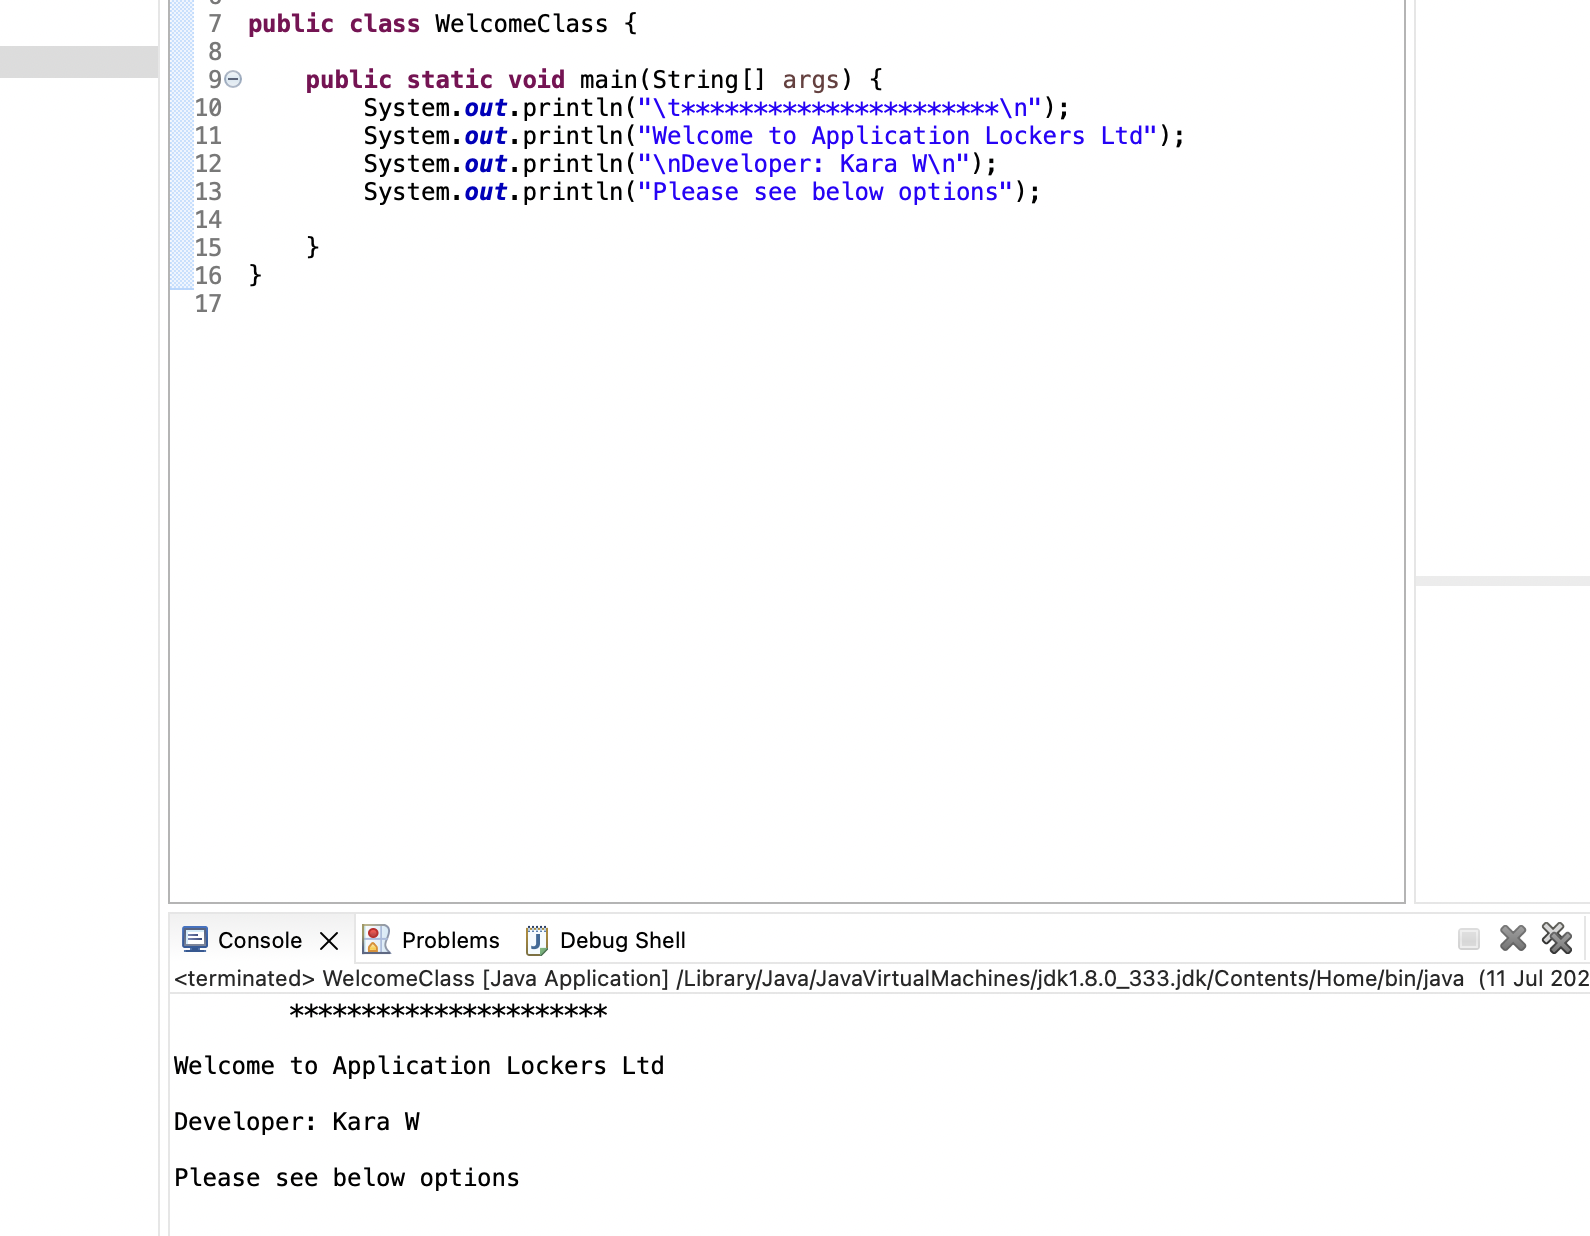 7 public class WelcomeClass {
8
9 public static void main(String[] args) {
10 System.out.println("\t**********************\n");
11 System.out.println("Welcome to Application Lockers Ltd");
12 System.out.println("\nDeveloper: Kara W\n");
13 System.out.println("Please see below options");
14
15 }
16 }
17
Console Problems Debug Shell
<terminated> WelcomeClass [Java Application] /Library/Java/JavaVirtualMachines/jdk1.8.0_333.jdk/Contents/Home/bin/java (11 Jul 202
**********************
Welcome to Application Lockers Ltd
Developer: Kara W
Please see below options